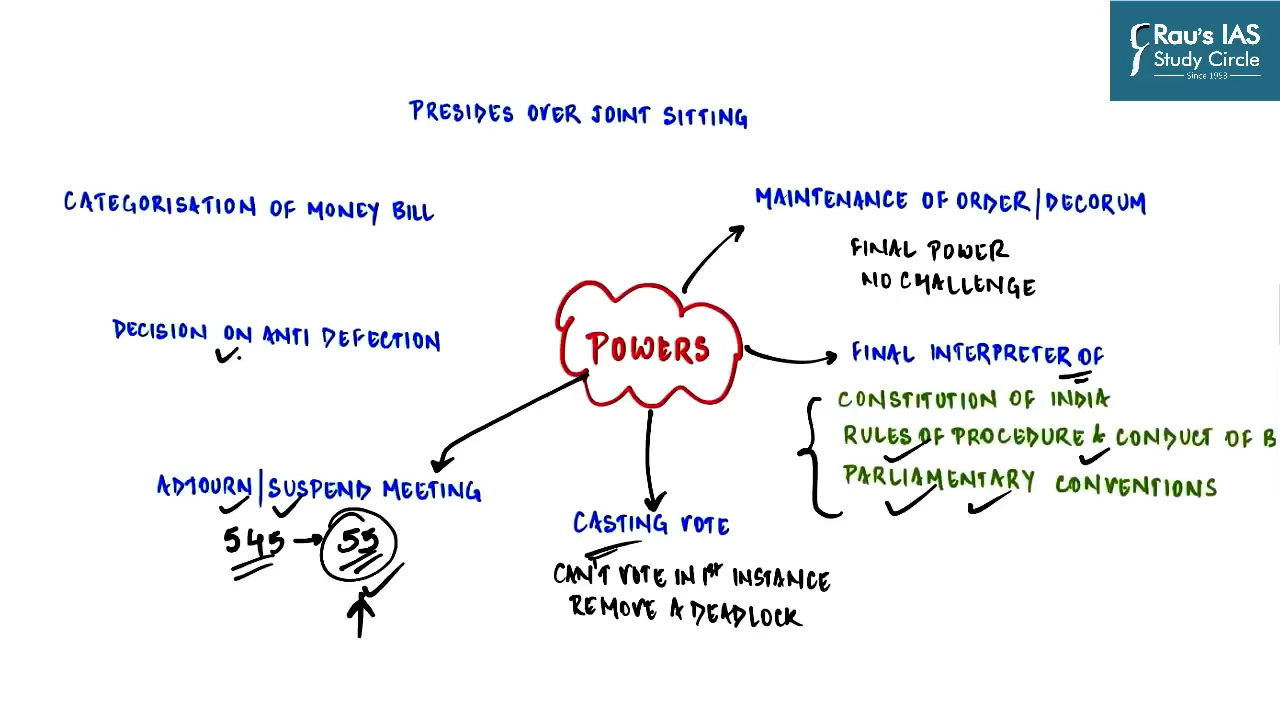 Rau's IAS
Study Circle
Since 1953
PRESIDES OVER JOINT SITTING
CATEGORISATION OF MONEY BILL
MAINTENANCE OF ORDER/DECORUM
FINAL POWER
NO CHALLENGE
DECISION ON ANTI DEFECTION
POWERS
FINAL INTERPRETER OF
CONSTITUTION OF INDIA
RULES OF PROCEDURE & CONDUCT OF B
PARLIAMENTARY CONVENTIONS
ADJOURN/SUSPEND MEETING
545 → 55
CASTING VOTE
CAN'T VOTE IN 1st INSTANCE
REMOVE A DEADLOCK